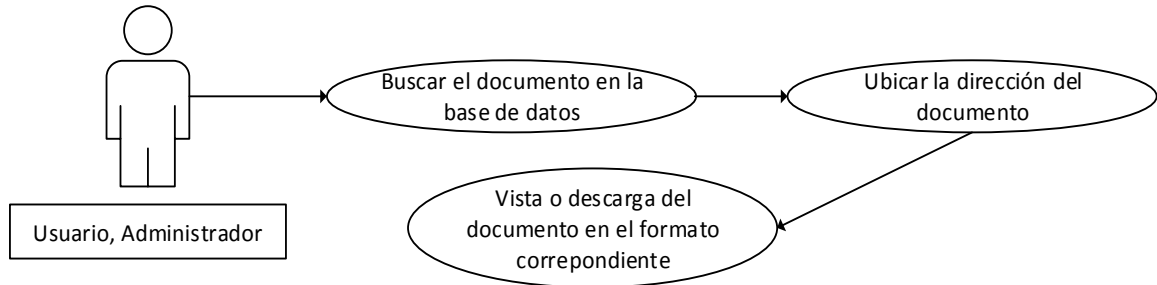 Buscar el documento en la
base de datos
Ubicar la dirección del
documento
Vista o descarga del
documento en el formato
correpondiente
Usuario, Administrador